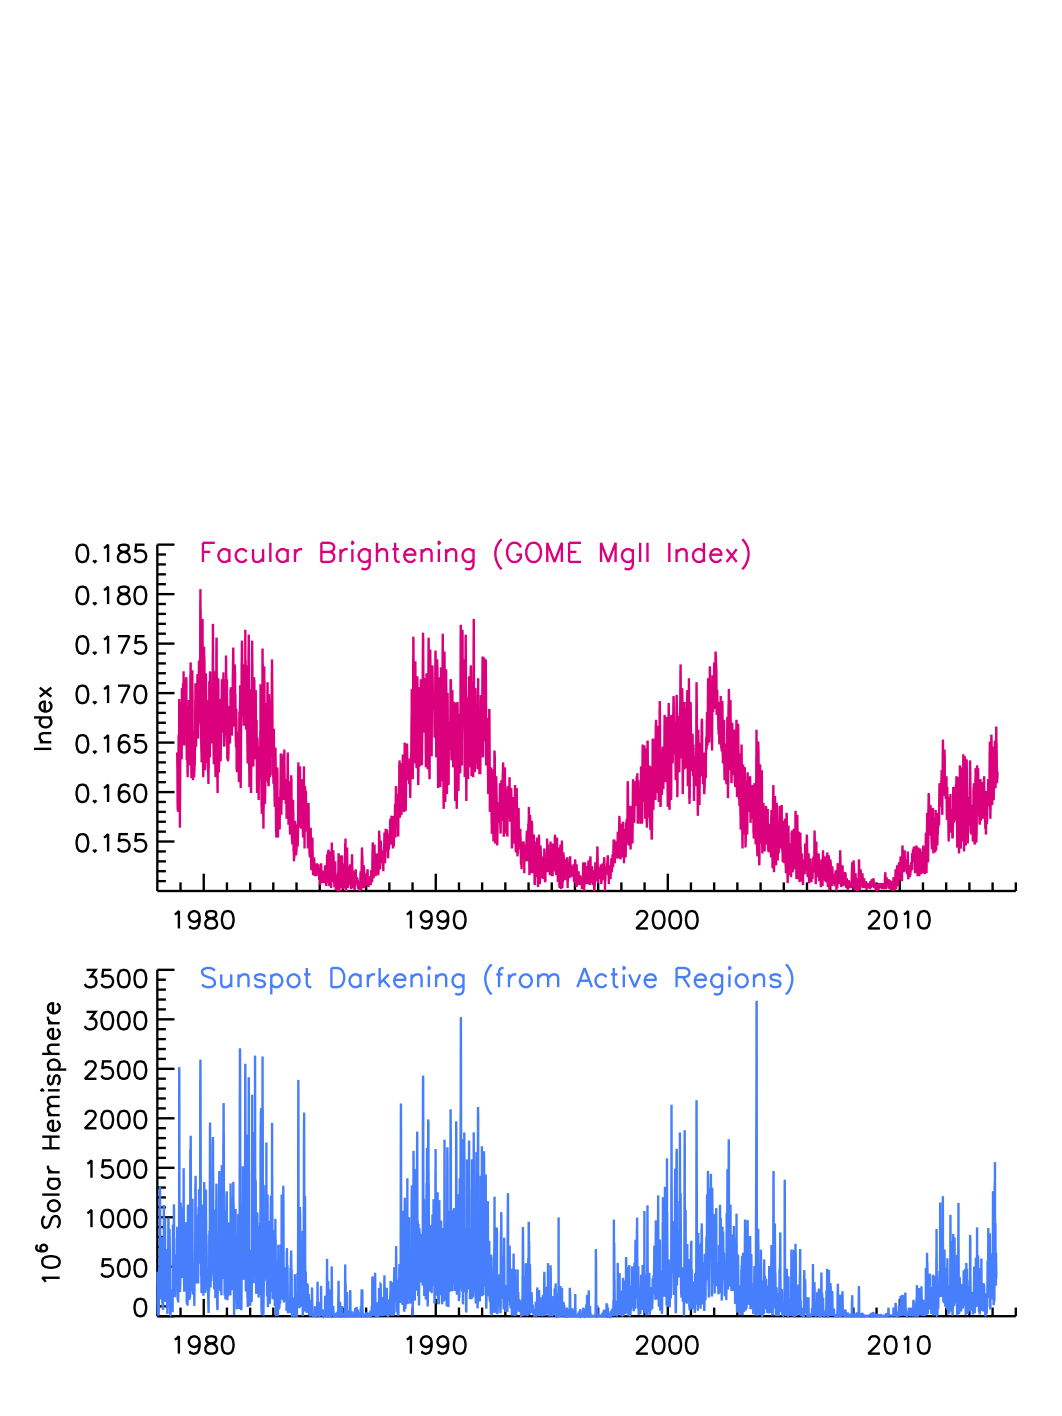 Facular Brightening (GOME MgII Index)
0.185
0.180
0.175
0.170
0.165
0.160
0.155
Index
1980 1990 2000 2010
Sunspot Darkening (from Active Regions)
3500
3000
2500
2000
1500
1000
500
0
10⁶ Solar Hemisphere
1980 1990 2000 2010